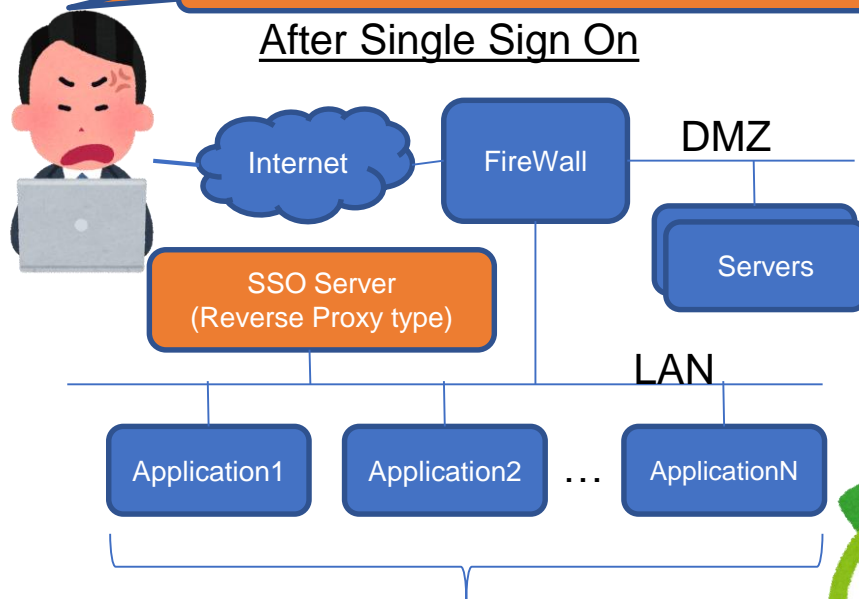 After Single Sign On
Internet
FireWall
DMZ
Servers
SSO Server
(Reverse Proxy type)
LAN
Application1
Application2
…
ApplicationN